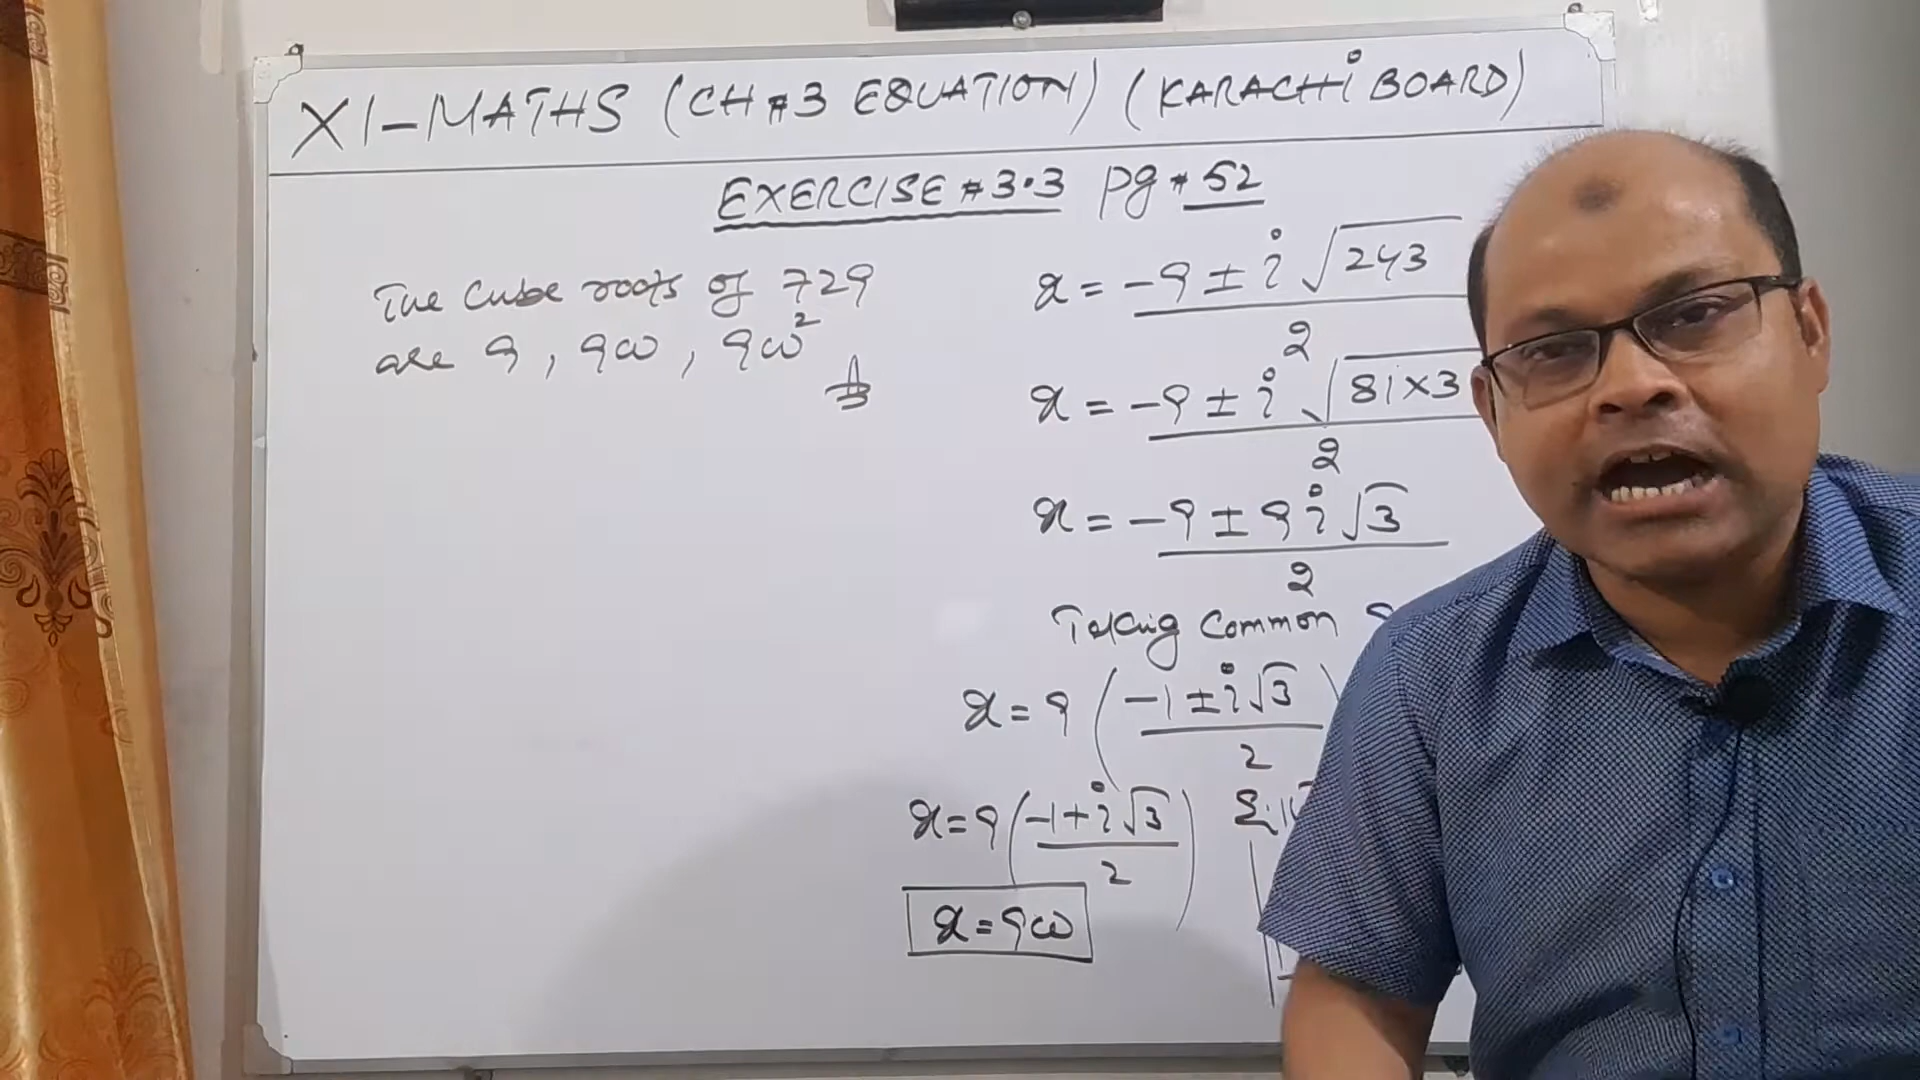 XI-MATHS (CH#3 EQUATION) (KARACHi BOARD)
EXERCISE #3.3 pg # 52
The Cube roots of 729
are 9, 9ω, 9ω²
x = -9 ± i √243
2
x = -9 ± i √81×3
2
x = -9 ± 9i √3
2
Taking Common
x = 9 ( -1 ± i√3
2
x = 9 ( -1 + i√3 )
2
x = 9ω